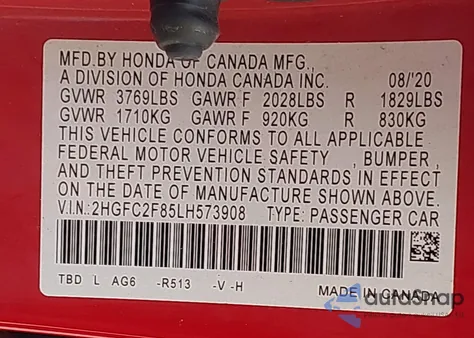 MFD.BY HONDA OF CANADA MFG.,
A DIVISION OF HONDA CANADA INC. 08/'20
GVWR 3769LBS GAWR F 2028LBS R 1829LBS
GVWR 1710KG GAWR F 920KG R 830KG
THIS VEHICLE CONFORMS TO ALL APPLICABLE
FEDERAL MOTOR VEHICLE SAFETY , BUMPER ,
AND THEFT PREVENTION STANDARDS IN EFFECT
ON THE DATE OF MANUFACTURE SHOWN ABOVE.
V.I.N.:2HGFC2F85LH573908 TYPE: PASSENGER CAR
TBD L AG6 -R513 -V -H MADE IN CANADA
autosnap